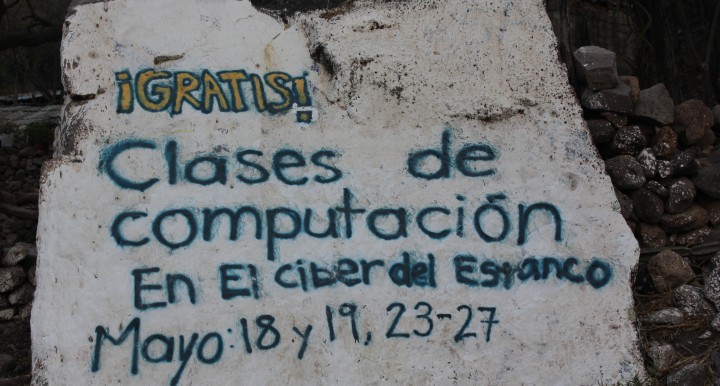 ¡GRATIS!
Clases de
computación
En El ciber del Estanco
Mayo: 18 y 19, 23-27